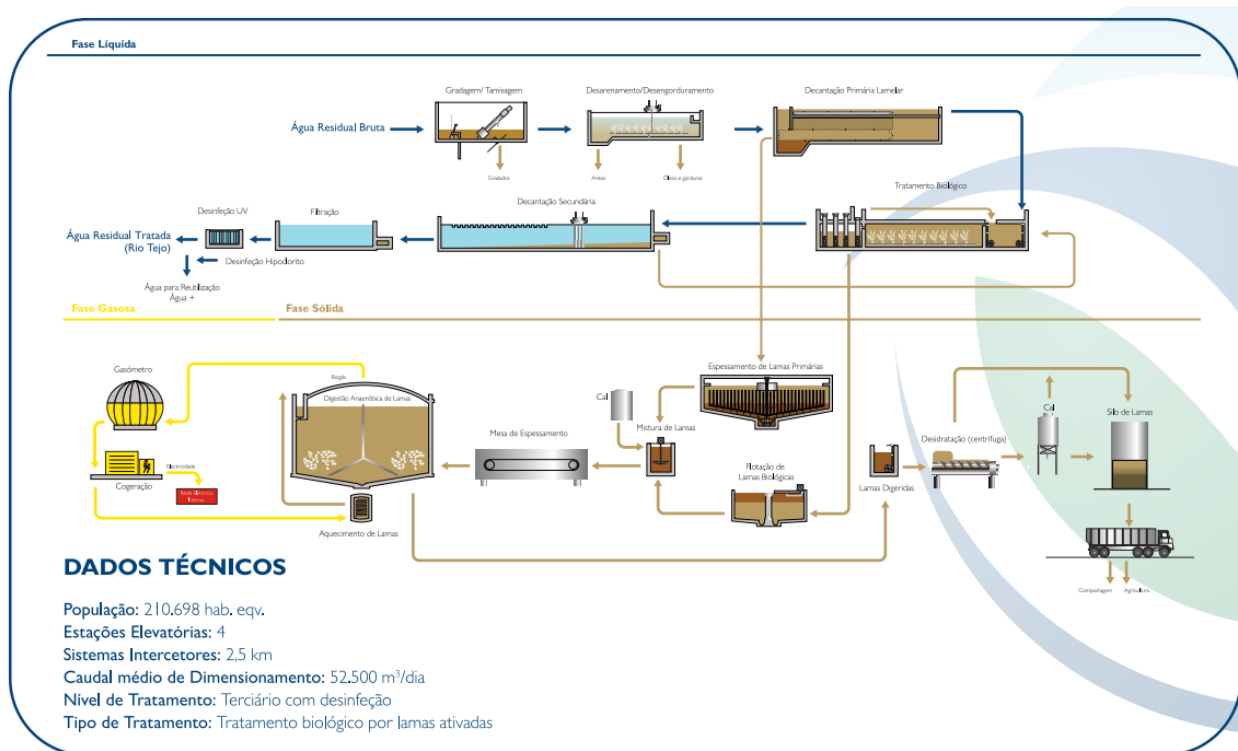 Fase Líquida
Gradagem/ Tamisagem
Desarenamento/Desengorduramento
Decantação Primária Lamelar
Água Residual Bruta
Gradados
Areias
Óleos e gorduras
Tratamento Biológico
Decantação Secundária
Filtração
Desinfeção UV
Água Residual Tratada
(Rio Tejo)
Desinfeção Hipoclorito
Água para Reutilização
Água +
Fase Gasosa
Fase Sólida
Gasómetro
Biogás
Digestão Anaeróbica de Lamas
Espessamento de Lamas Primárias
Cal
Mistura de Lamas
Mesa de Espessamento
Flotação de
Lamas Biológicas
Lamas Digeridas
Desidratação (centrifuga)
Cal
Silo de Lamas
Electricidade
Cogeração
Rede Elétrica
Interna
Aquecimento de Lamas
Compostagem
Agricultura
DADOS TÉCNICOS
População: 210.698 hab. eqv.
Estações Elevatórias: 4
Sistemas Intercetores: 2,5 km
Caudal médio de Dimensionamento: 52.500 m³/dia
Nível de Tratamento: Terciário com desinfeção
Tipo de Tratamento: Tratamento biológico por lamas ativadas